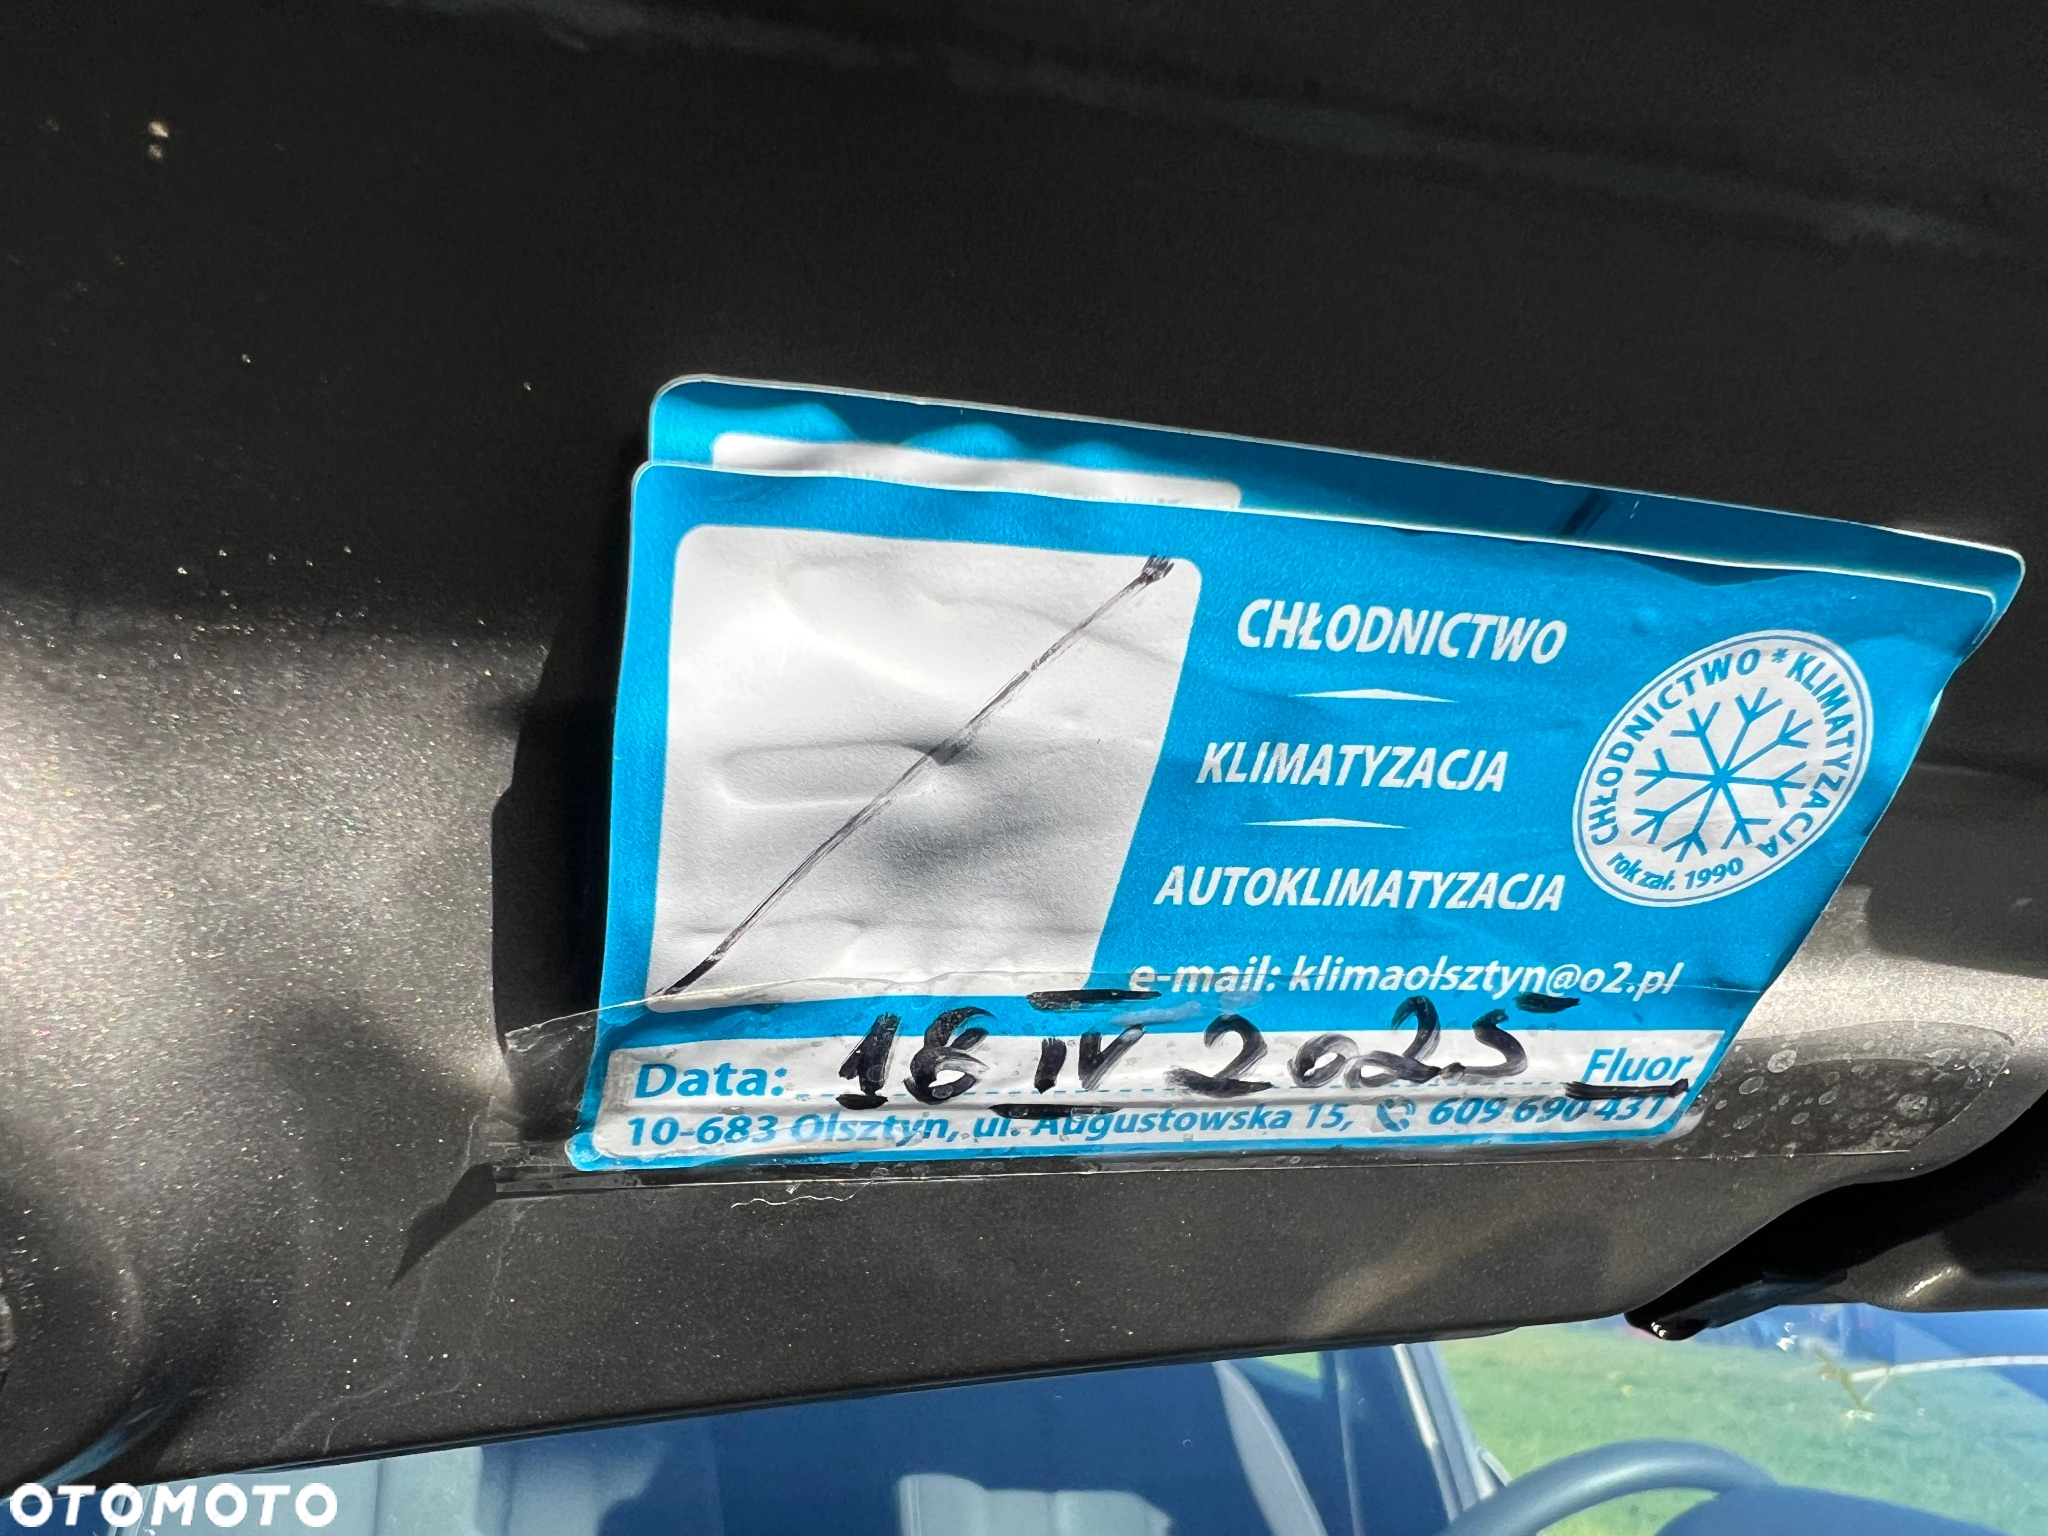 CHŁODNICTWO
KLIMATYZACJA
AUTOKLIMATYZACJA
CHŁODNICTWO * KLIMATYZACJA
rok zał. 1990
e-mail: klimaolsztyn@o2.pl
Data: 18 IV 2025 Fluor
10-683 Olsztyn, ul. Augustowska 15, 609 690 431
OTOMOTO